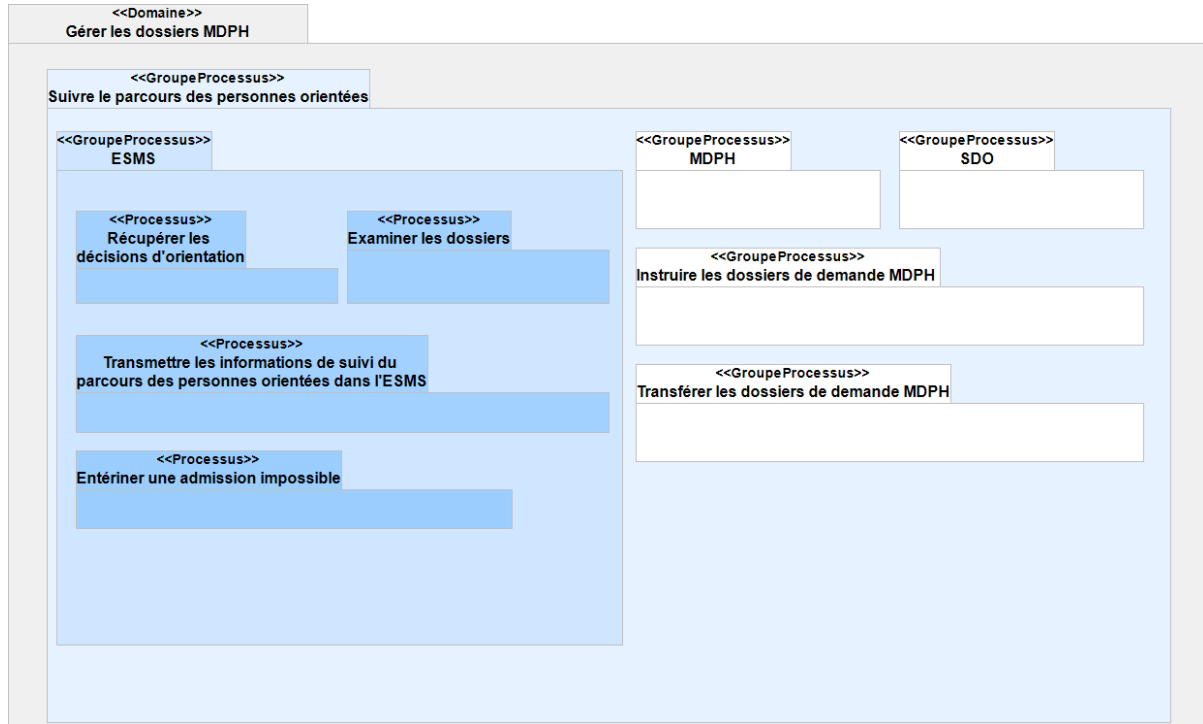 <<Domaine>>
Gérer les dossiers MDPH
<<GroupeProcessus>>
Suivre le parcours des personnes orientées
<<GroupeProcessus>>
ESMS
<<Processus>>
Récupérer les
décisions d'orientation
<<Processus>>
Examiner les dossiers
<<Processus>>
Transmettre les informations de suivi du
parcours des personnes orientées dans l'ESMS
<<Processus>>
Entériner une admission impossible
<<GroupeProcessus>>
MDPH
<<GroupeProcessus>>
SDO
<<GroupeProcessus>>
Instruire les dossiers de demande MDPH
<<GroupeProcessus>>
Transférer les dossiers de demande MDPH